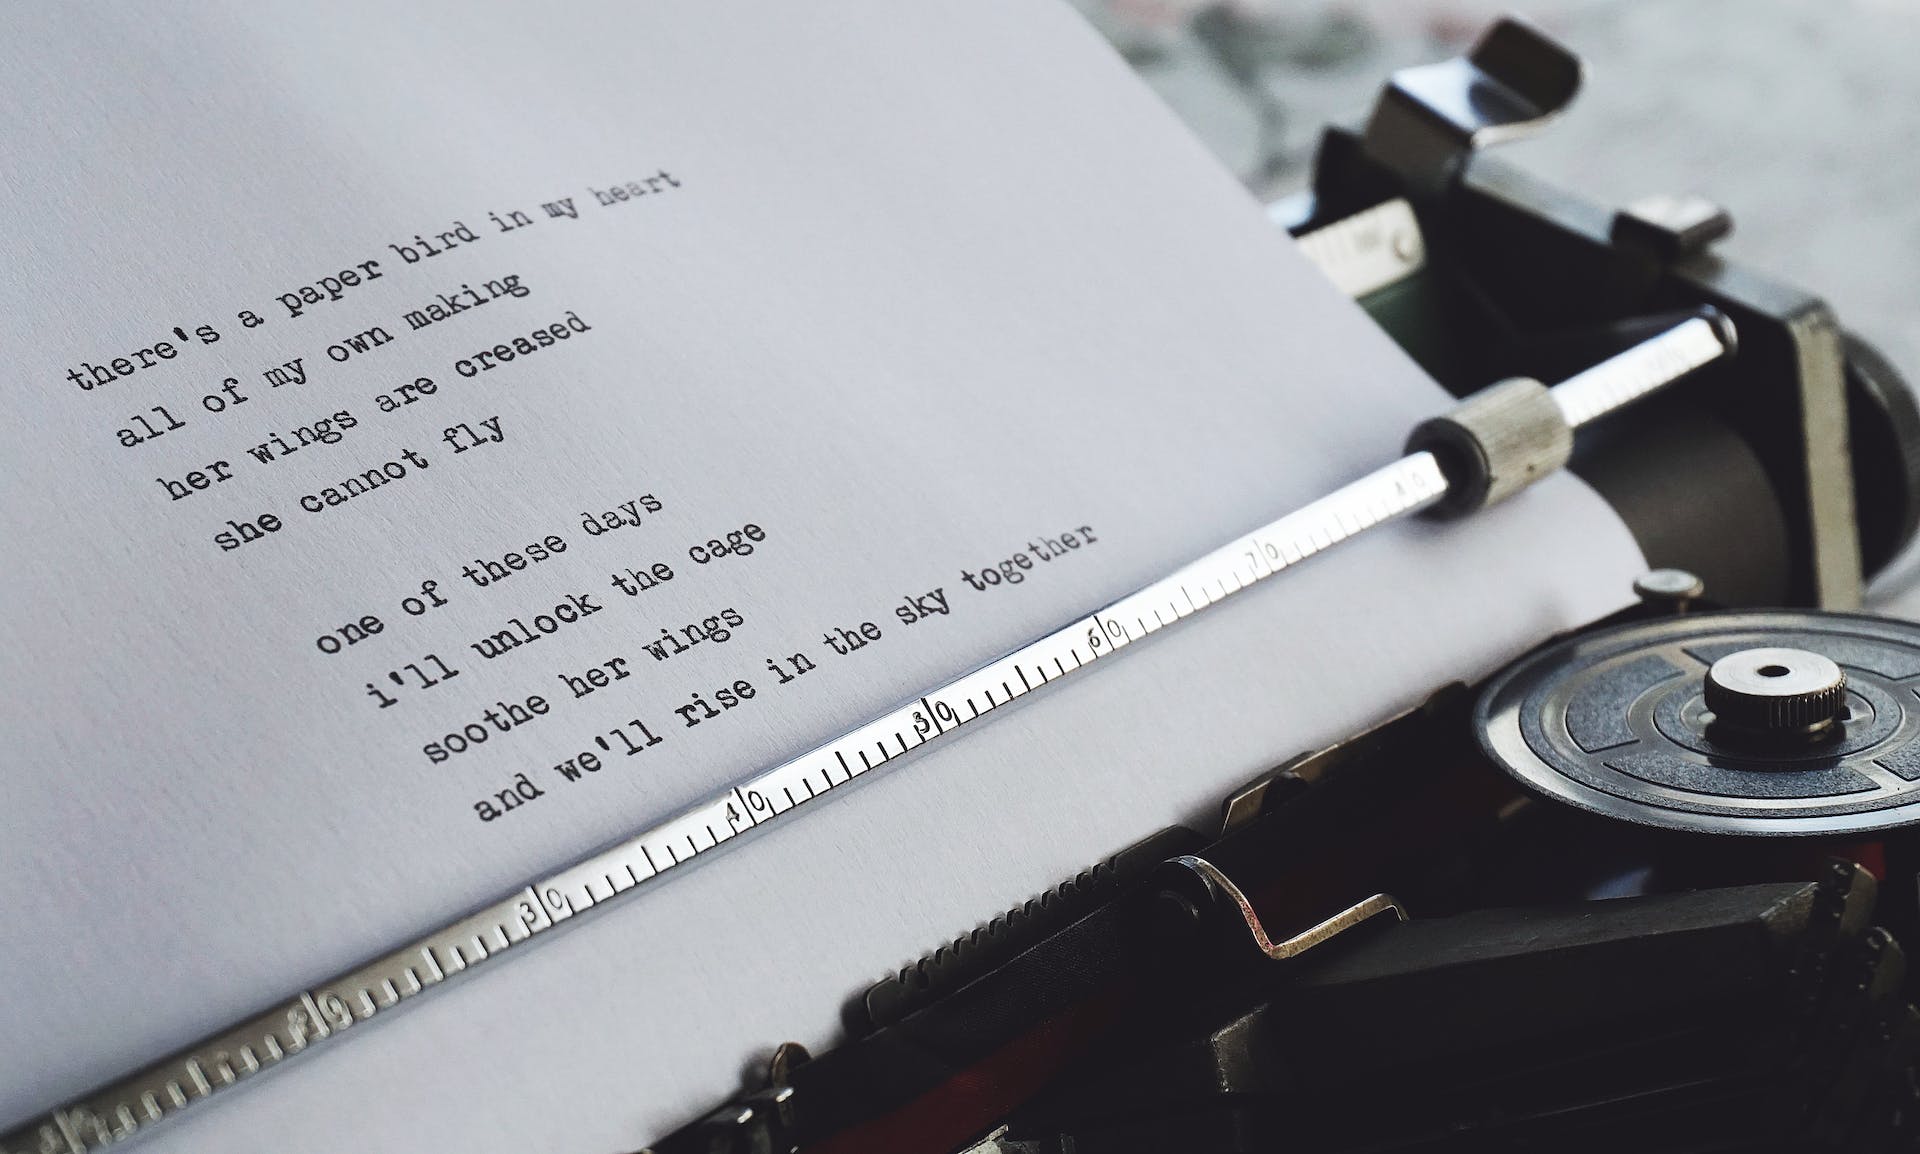 there's a paper bird in my heart
all of my own making
her wings are creased
she cannot fly
one of these days
i'll unlock the cage
soothe her wings
and we'll rise in the sky together
30 40 50 60 70